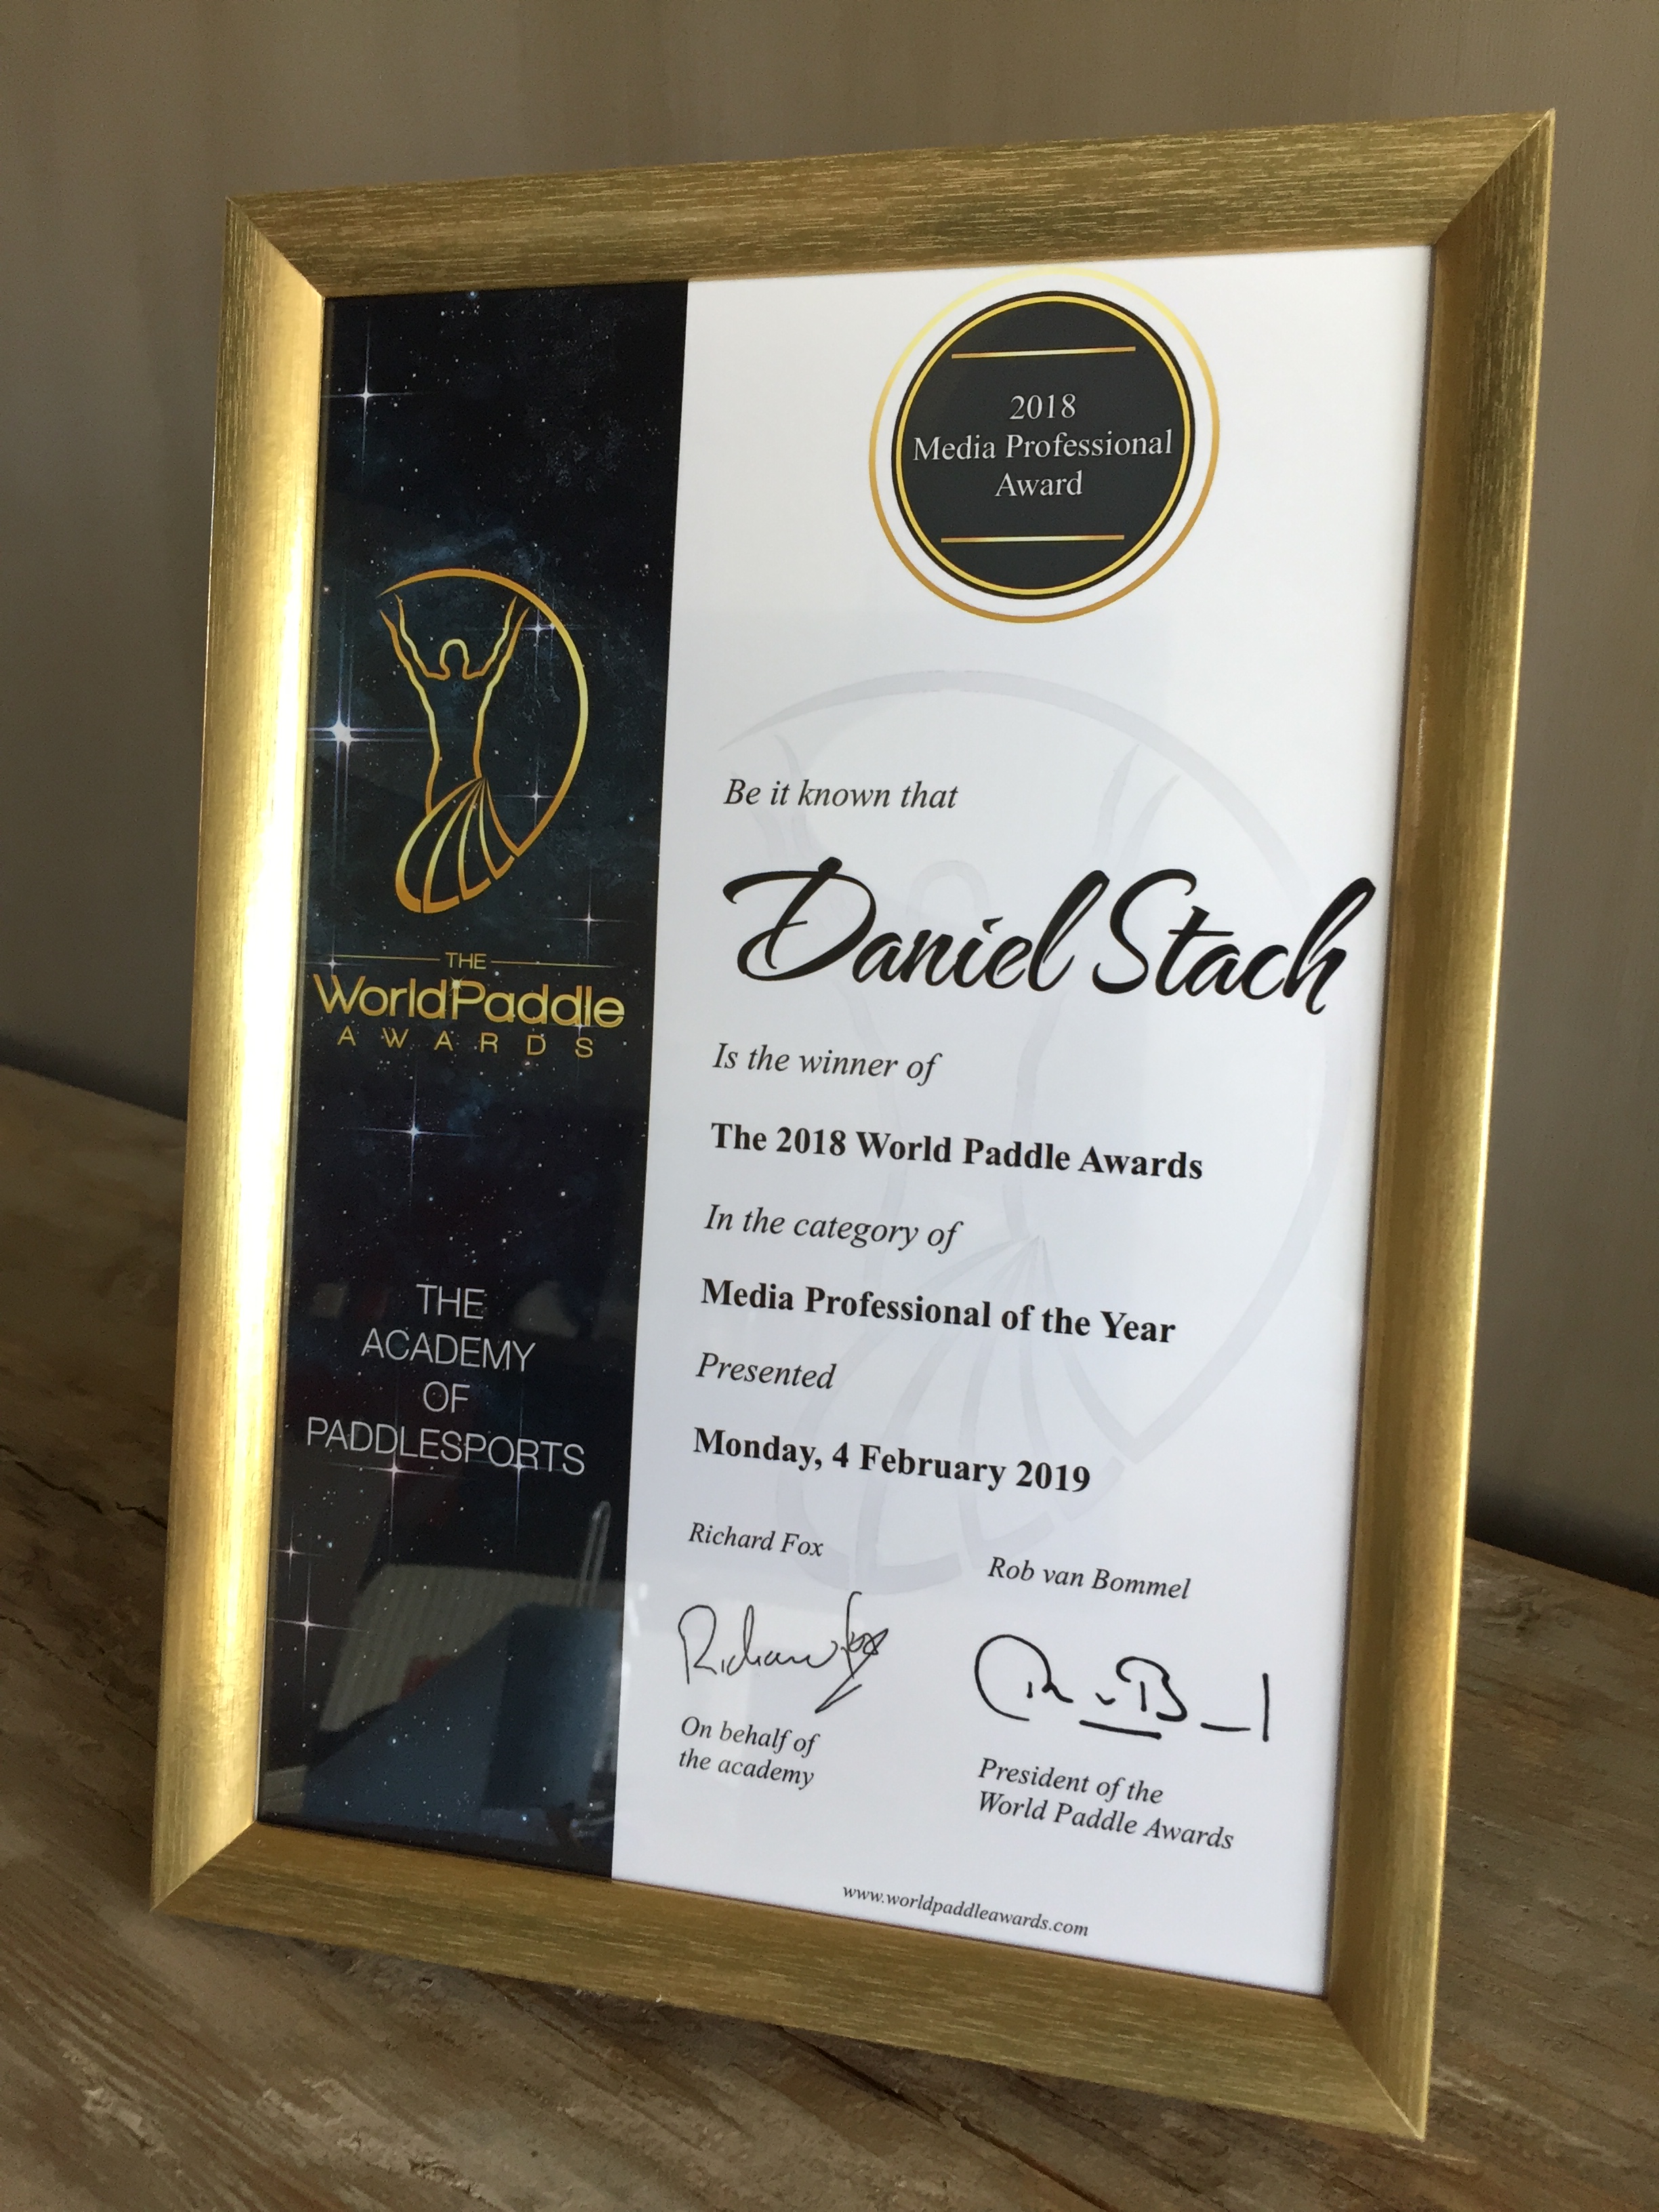 THE
WorldPaddle
AWARDS
THE
ACADEMY
OF
PADDLESPORTS
2018
Media Professional
Award
Be it known that
Daniel Stach
Is the winner of
The 2018 World Paddle Awards
In the category of
Media Professional of the Year
Presented
Monday, 4 February 2019
Richard Fox
Richard Fox
On behalf of
the academy
Rob van Bommel
President of the
World Paddle Awards
www.worldpaddleawards.com